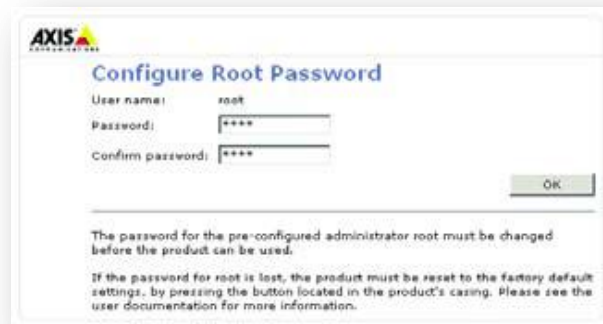 AXIS
COMMUNICATIONS
Configure Root Password
User name: root
Password: ****
Confirm password: ****
OK
The password for the pre-configured administrator root must be changed
before the product can be used.
If the password for root is lost, the product must be reset to the factory default
settings, by pressing the button located in the product's casing. Please see the
user documentation for more information.